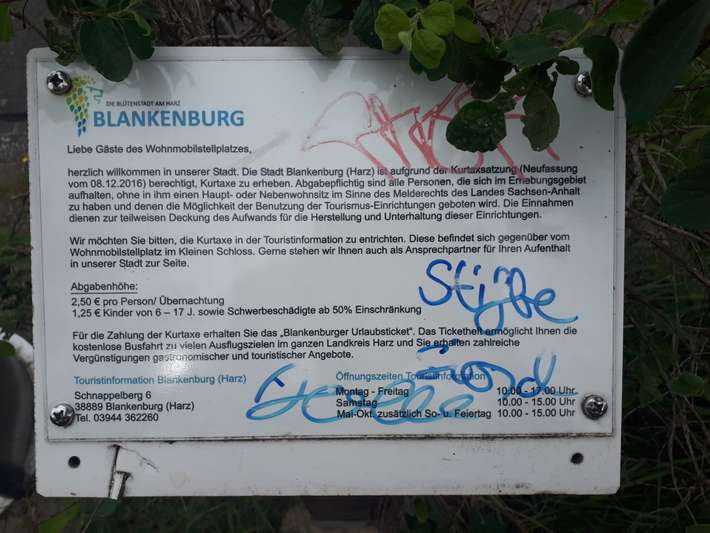 DIE BLÜTENSTADT AM HARZ
BLANKENBURG
Liebe Gäste des Wohnmobilstellplatzes,
herzlich willkommen in unserer Stadt. Die Stadt Blankenburg (Harz) ist aufgrund der Kurtaxsatzung (Neufassung
vom 08.12.2016) berechtigt, Kurtaxe zu erheben. Abgabepflichtig sind alle Personen, die sich im Erhebungsgebiet
aufhalten, ohne in ihm einen Haupt- oder Nebenwohnsitz im Sinne des Melderechts des Landes Sachsen-Anhalt
zu haben und denen die Möglichkeit der Benutzung der Tourismus-Einrichtungen geboten wird. Die Einnahmen
dienen zur teilweisen Deckung des Aufwands für die Herstellung und Unterhaltung dieser Einrichtungen.
Wir möchten Sie bitten, die Kurtaxe in der Touristinformation zu entrichten. Diese befindet sich gegenüber vom
Wohnmobilstellplatz im Kleinen Schloss. Gerne stehen wir Ihnen auch als Ansprechpartner für Ihren Aufenthalt
in unserer Stadt zur Seite.
Abgabenhöhe:
2,50 € pro Person/ Übernachtung
1,25 € Kinder von 6 – 17 J. sowie Schwerbeschädigte ab 50% Einschränkung
Für die Zahlung der Kurtaxe erhalten Sie das „Blankenburger Urlaubsticket". Das Ticketheft ermöglicht Ihnen die
kostenlose Busfahrt zu vielen Ausflugszielen im ganzen Landkreis Harz und Sie erhalten zahlreiche
Vergünstigungen gastronomischer und touristischer Angebote.
Touristinformation Blankenburg (Harz)
Schnappelberg 6
38889 Blankenburg (Harz)
Tel. 03944 362260
Öffnungszeiten Touristinformation
Montag - Freitag 10.00 - 17.00 Uhr
Samstag 10.00 - 15.00 Uhr
Mai-Okt. zusätzlich So- u. Feiertag 10.00 - 15.00 Uhr